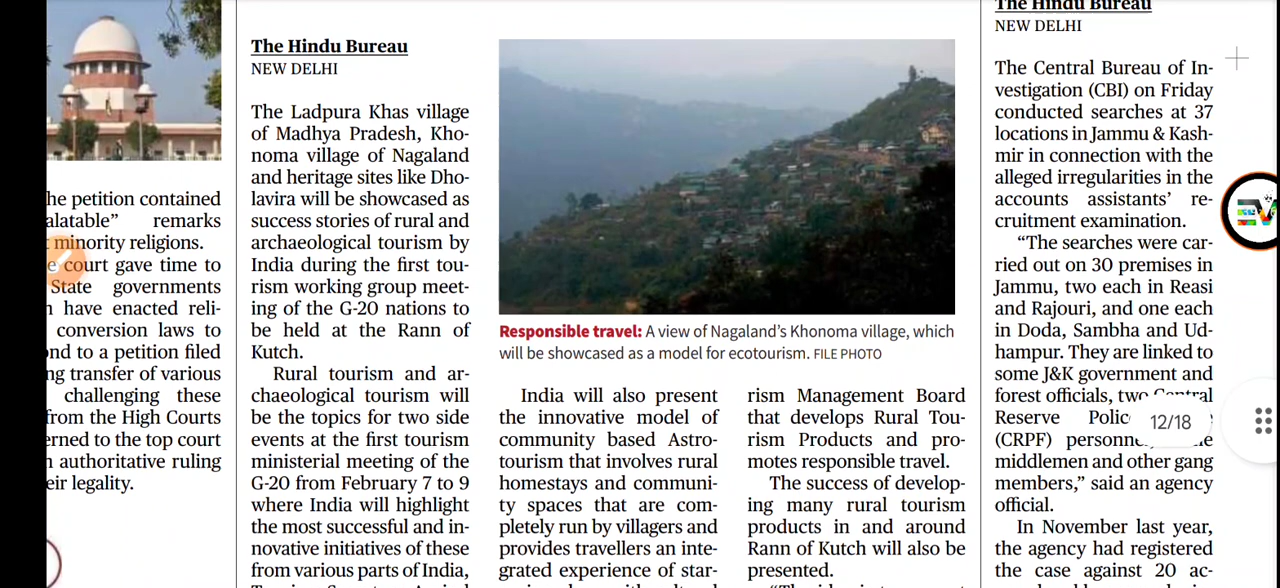 he petition contained
alatable” remarks
minority religions.
court gave time to
State governments
have enacted reli-
conversion laws to
nd to a petition filed
ng transfer of various
challenging these
from the High Courts
erned to the top court
authoritative ruling
eir legality.
The Hindu Bureau
NEW DELHI
The Ladpura Khas village
of Madhya Pradesh, Kho-
noma village of Nagaland
and heritage sites like Dho-
lavira will be showcased as
success stories of rural and
archaeological tourism by
India during the first tou-
rism working group meet-
ing of the G-20 nations to
be held at the Rann of
Kutch.
Rural tourism and ar-
chaeological tourism will
be the topics for two side
events at the first tourism
ministerial meeting of the
G-20 from February 7 to 9
where India will highlight
the most successful and in-
novative initiatives of these
from various parts of India,
Responsible travel: A view of Nagaland’s Khonoma village, which
will be showcased as a model for ecotourism. FILE PHOTO
India will also present
the innovative model of
community based Astro-
tourism that involves rural
homestays and communi-
ty spaces that are com-
pletely run by villagers and
provides travellers an inte-
grated experience of star-
rism Management Board
that develops Rural Tou-
rism Products and pro-
motes responsible travel.
The success of develop-
ing many rural tourism
products in and around
Rann of Kutch will also be
presented.
The Hindu Bureau
NEW DELHI
The Central Bureau of In-
vestigation (CBI) on Friday
conducted searches at 37
locations in Jammu & Kash-
mir in connection with the
alleged irregularities in the
accounts assistants’ re-
cruitment examination.
“The searches were car-
ried out on 30 premises in
Jammu, two each in Reasi
and Rajouri, and one each
in Doda, Sambha and Ud-
hampur. They are linked to
some J&K government and
forest officials, two Central
Reserve Polic
(CRPF) personne
middlemen and other gang
members,” said an agency
official.
In November last year,
the agency had registered
the case against 20 ac-
12/18
EV